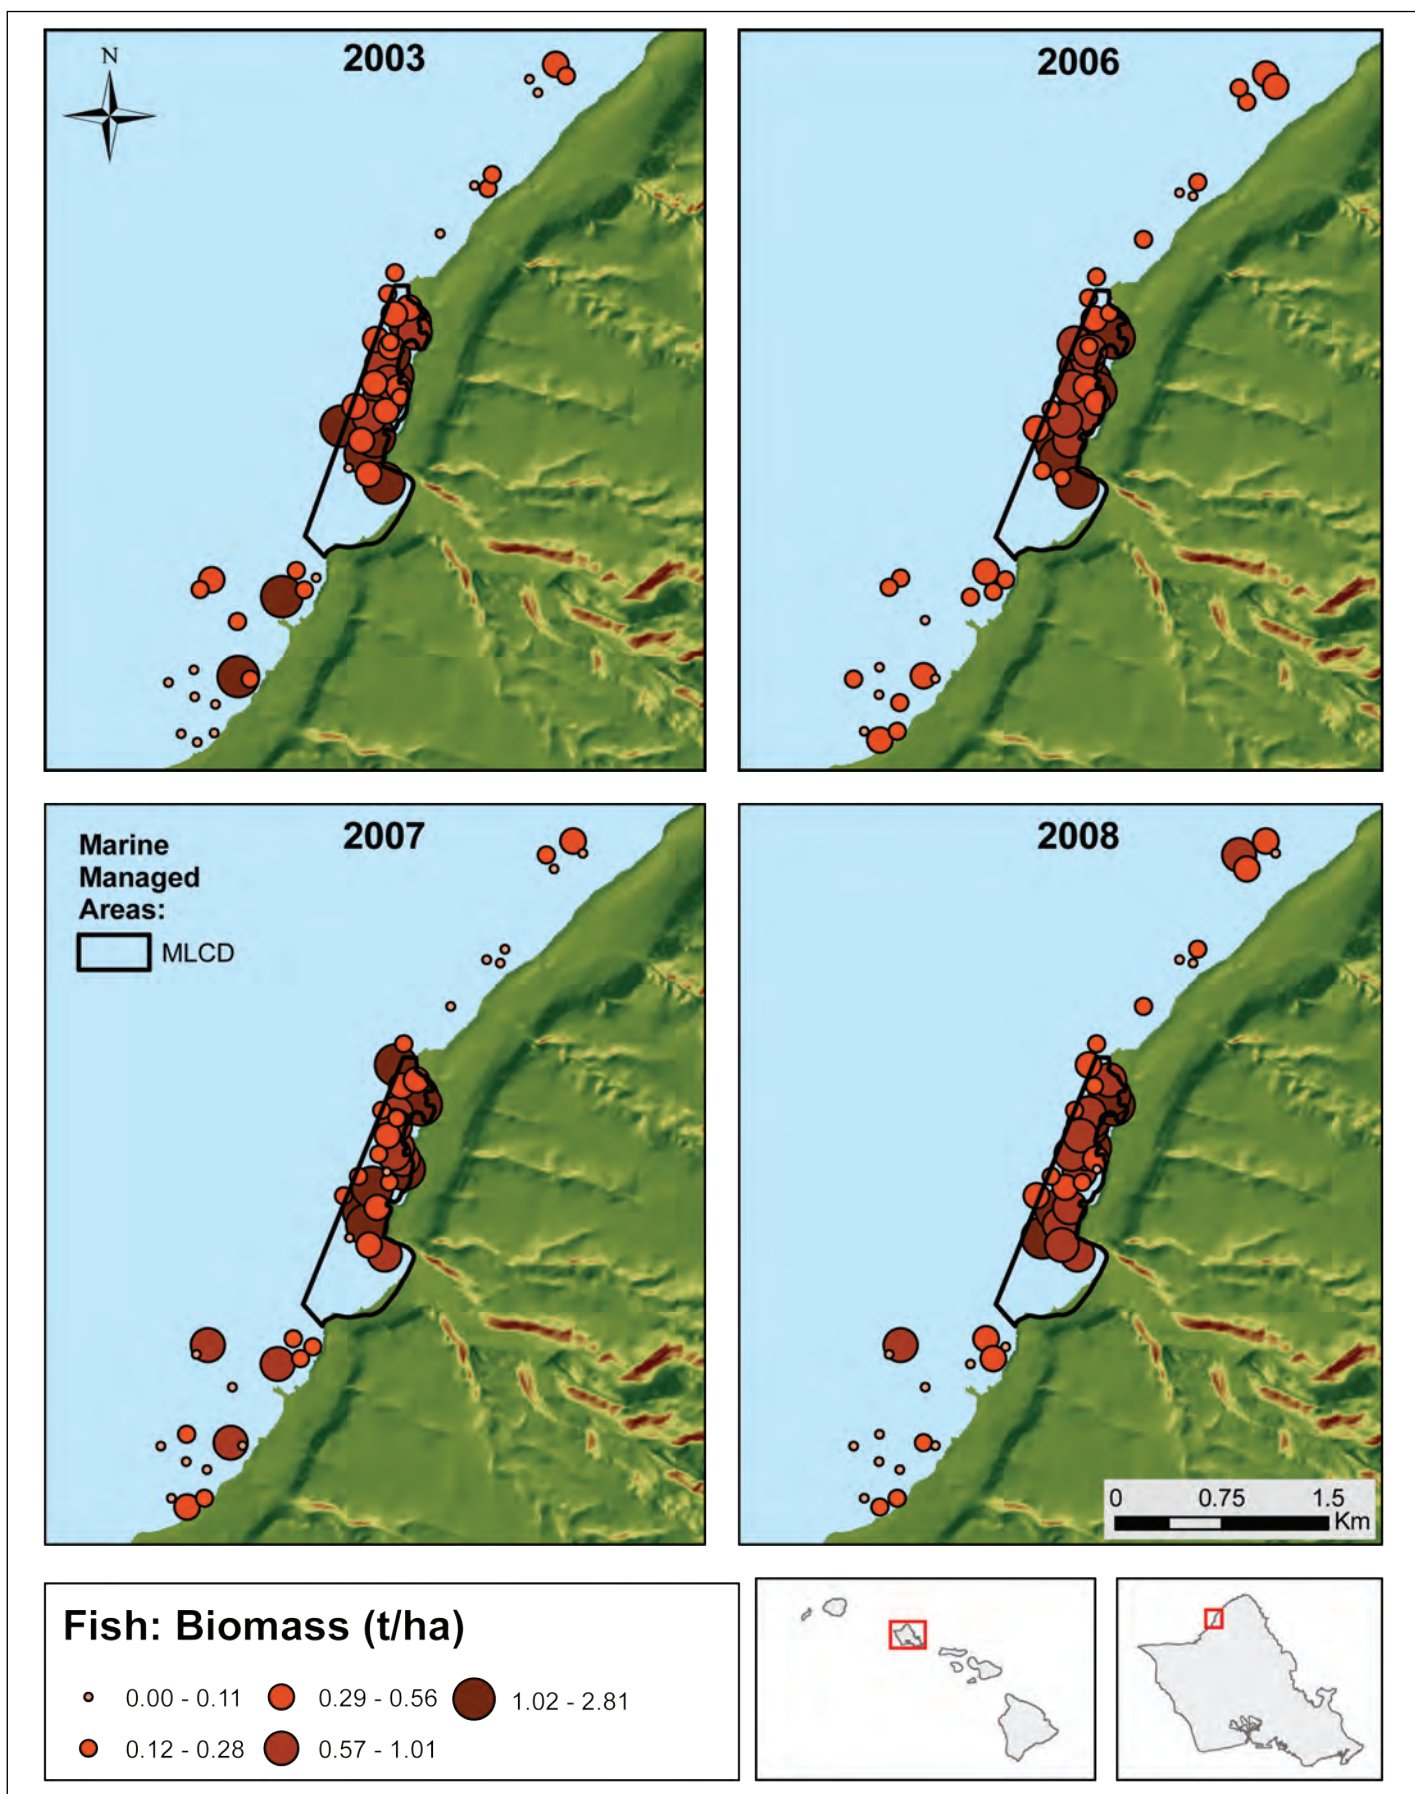 2003
N
2006
2007
Marine
Managed
Areas:
MLCD
2008
0 0.75 1.5
Km
Fish: Biomass (t/ha)
0.00 - 0.11
0.29 - 0.56
1.02 - 2.81
0.12 - 0.28
0.57 - 1.01